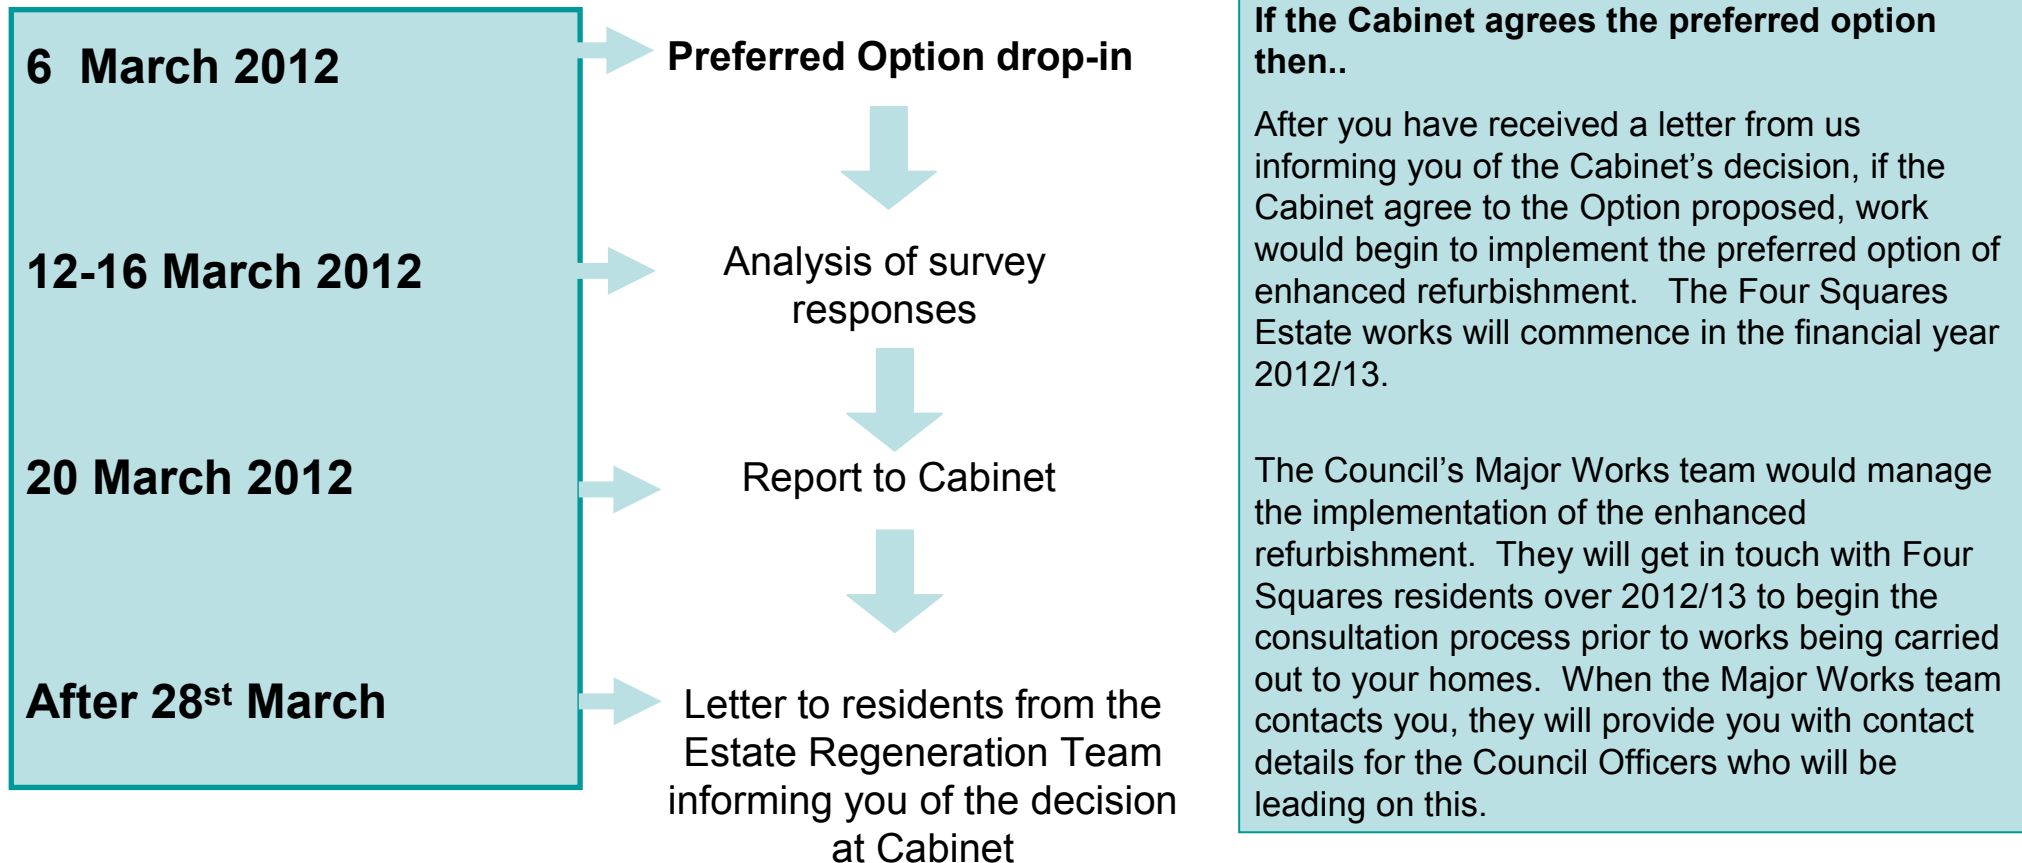 6 March 2012
Preferred Option drop-in
12-16 March 2012
Analysis of survey
responses
20 March 2012
Report to Cabinet
After 28st March
Letter to residents from the
Estate Regeneration Team
informing you of the decision
at Cabinet
If the Cabinet agrees the preferred option
then..
After you have received a letter from us
informing you of the Cabinet's decision, if the
Cabinet agree to the Option proposed, work
would begin to implement the preferred option of
enhanced refurbishment. The Four Squares
Estate works will commence in the financial year
2012/13.
The Council's Major Works team would manage
the implementation of the enhanced
refurbishment. They will get in touch with Four
Squares residents over 2012/13 to begin the
consultation process prior to works being carried
out to your homes. When the Major Works team
contacts you, they will provide you with contact
details for the Council Officers who will be
leading on this.